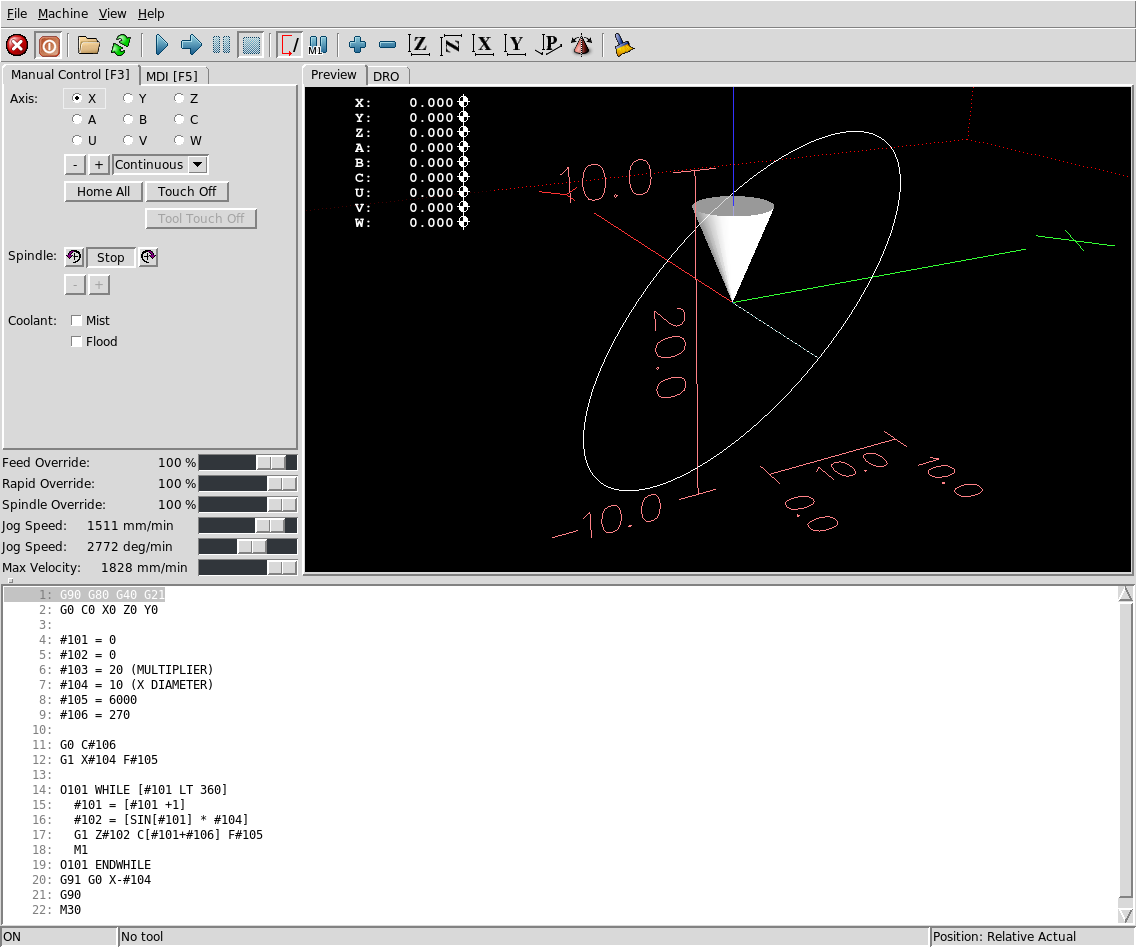 File Machine View Help
Z N X Y P
Manual Control [F3] MDI [F5]
Preview DRO
Axis: X Y Z
A B C
U V W
- + Continuous
Home All Touch Off
Tool Touch Off
Spindle: Stop
- +
Coolant: Mist
Flood
Feed Override: 100 %
Rapid Override: 100 %
Spindle Override: 100 %
Jog Speed: 1511 mm/min
Jog Speed: 2772 deg/min
Max Velocity: 1828 mm/min
X: 0.000
Y: 0.000
Z: 0.000
A: 0.000
B: 0.000
C: 0.000
U: 0.000
V: 0.000
W: 0.000
10.0
X
20.0
-10.0
10.0
0.0
10.0
1: G90 G80 G40 G21
2: G0 C0 X0 Z0 Y0
3:
4: #101 = 0
5: #102 = 0
6: #103 = 20 (MULTIPLIER)
7: #104 = 10 (X DIAMETER)
8: #105 = 6000
9: #106 = 270
10:
11: G0 C#106
12: G1 X#104 F#105
13:
14: O101 WHILE [#101 LT 360]
15: #101 = [#101 +1]
16: #102 = [SIN[#101] * #104]
17: G1 Z#102 C[#101+#106] F#105
18: M1
19: O101 ENDWHILE
20: G91 G0 X-#104
21: G90
22: M30
ON No tool Position: Relative Actual